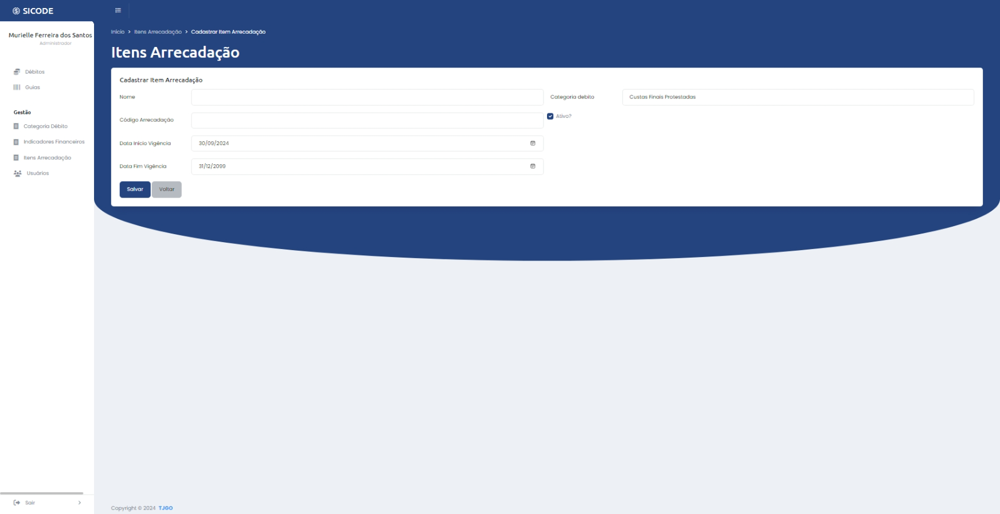 SICODE
Murielle Ferreira dos Santos
Administrador
Débitos
Guias
Gestão
Categoria Débito
Indicadores Financeiros
Itens Arrecadação
Usuários
Sair
Início > Itens Arrecadação > Cadastrar Item Arrecadação
Itens Arrecadação
Cadastrar Item Arrecadação
Nome
Categoria debito Custas Finais Protestadas
Código Arrecadação
Ativo?
Data Inicio Vigência 30/09/2024
Data Fim Vigência 31/12/2099
Salvar Voltar
Copyright © 2024 TJGO